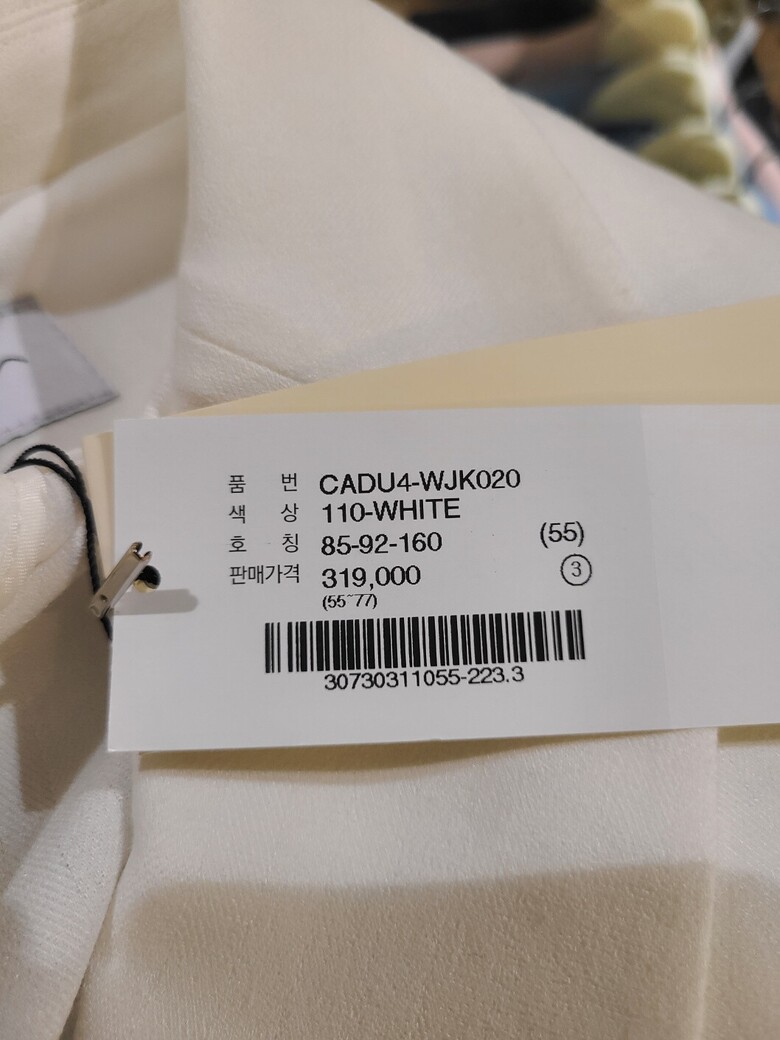 품 번 CADU4-WJK020
색 상 110-WHITE
호 칭 85-92-160 (55)
판매가격 319,000 ③
(55~77)
30730311055-223.3